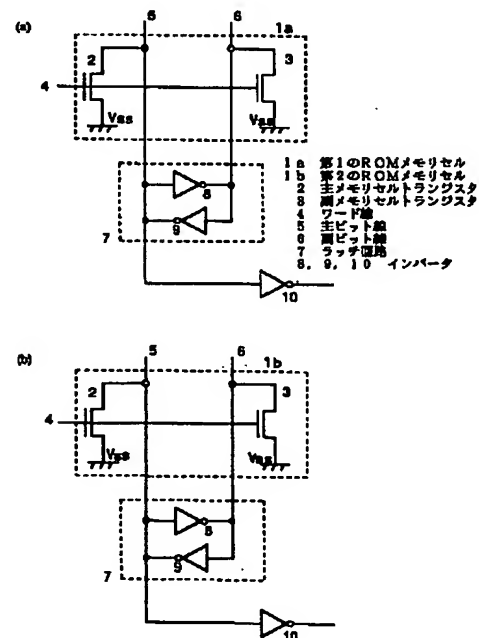 (a)
5
6
1a
2
3
4
Vss
Vss
8
9
7
10
1a 第1のROMメモリセル
1b 第2のROMメモリセル
2 主メモリセルトランジスタ
3 副メモリセルトランジスタ
4 ワード線
5 主ビット線
6 副ビット線
7 ラッチ回路
8, 9, 10 インバータ
(b)
5
6
1b
2
3
4
Vss
Vss
8
9
7
10